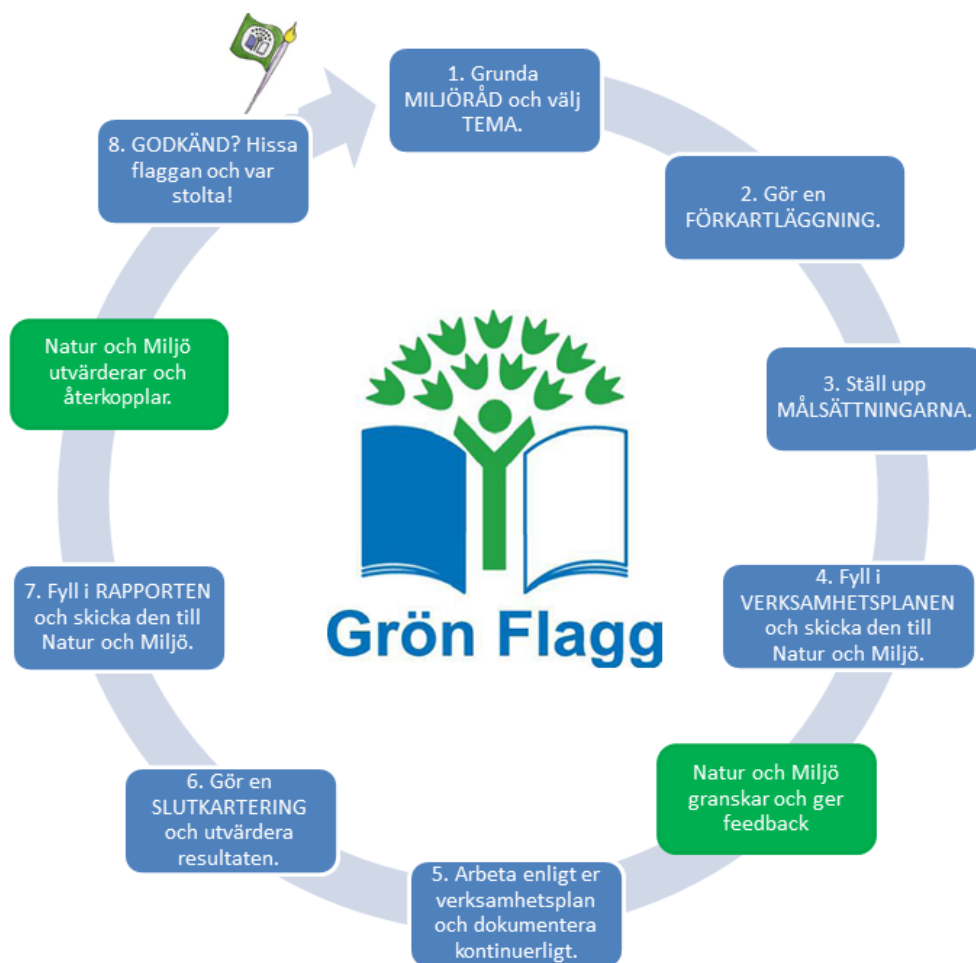 1. Grunda
MILJÖRÅD och välj
TEMA.
2. Gör en
FÖRKARTLÄGGNING.
3. Ställ upp
MÅLSÄTTNINGARNA.
4. Fyll i
VERKSAMHETSPLANEN
och skicka den till
Natur och Miljö.
Natur och Miljö
granskar och ger
feedback
5. Arbeta enligt er
verksamhetsplan
och dokumentera
kontinuerligt.
6. Gör en
SLUTKARTERING
och utvärdera
resultaten.
7. Fyll i RAPPORTEN
och skicka den till
Natur och Miljö.
Natur och Miljö
utvärderar och
återkopplar.
8. GODKÄND? Hissa
flaggan och var
stolta!
Grön Flagg